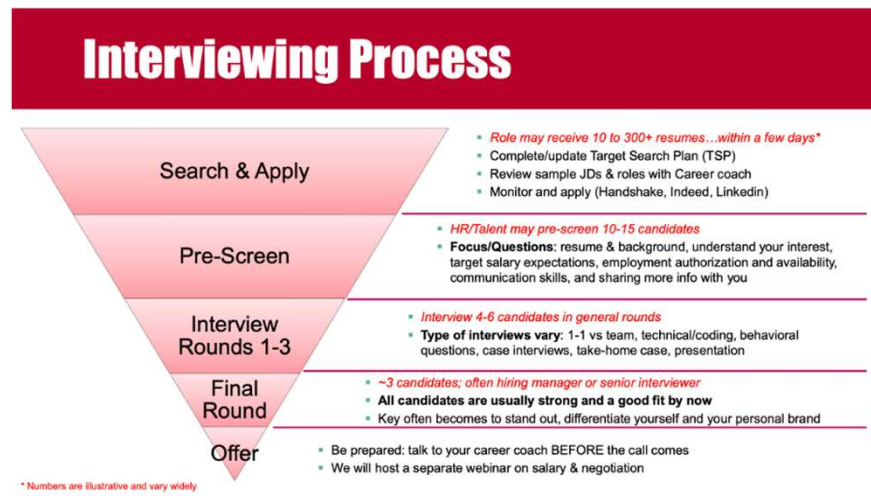 Interviewing Process
Search & Apply
• Role may receive 10 to 300+ resumes…within a few days*
• Complete/update Target Search Plan (TSP)
• Review sample JDs & roles with Career coach
• Monitor and apply (Handshake, Indeed, Linkedin)
Pre-Screen
• HR/Talent may pre-screen 10-15 candidates
• Focus/Questions: resume & background, understand your interest,
target salary expectations, employment authorization and availability,
communication skills, and sharing more info with you
Interview
Rounds 1-3
• Interview 4-6 candidates in general rounds
• Type of interviews vary: 1-1 vs team, technical/coding, behavioral
questions, case interviews, take-home case, presentation
Final
Round
• ~3 candidates; often hiring manager or senior interviewer
• All candidates are usually strong and a good fit by now
• Key often becomes to stand out, differentiate yourself and your personal brand
Offer
• Be prepared: talk to your career coach BEFORE the call comes
• We will host a separate webinar on salary & negotiation
* Numbers are illustrative and vary widely